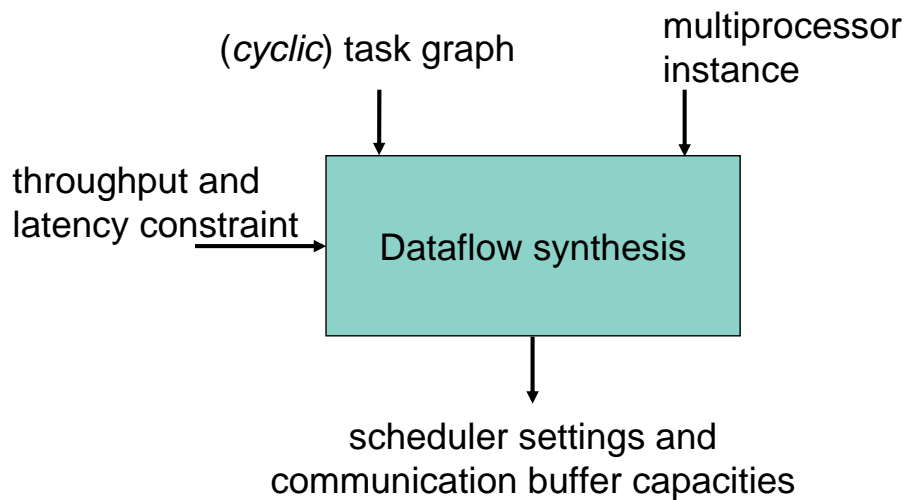 (cyclic) task graph
multiprocessor
instance
throughput and
latency constraint
Dataflow synthesis
scheduler settings and
communication buffer capacities